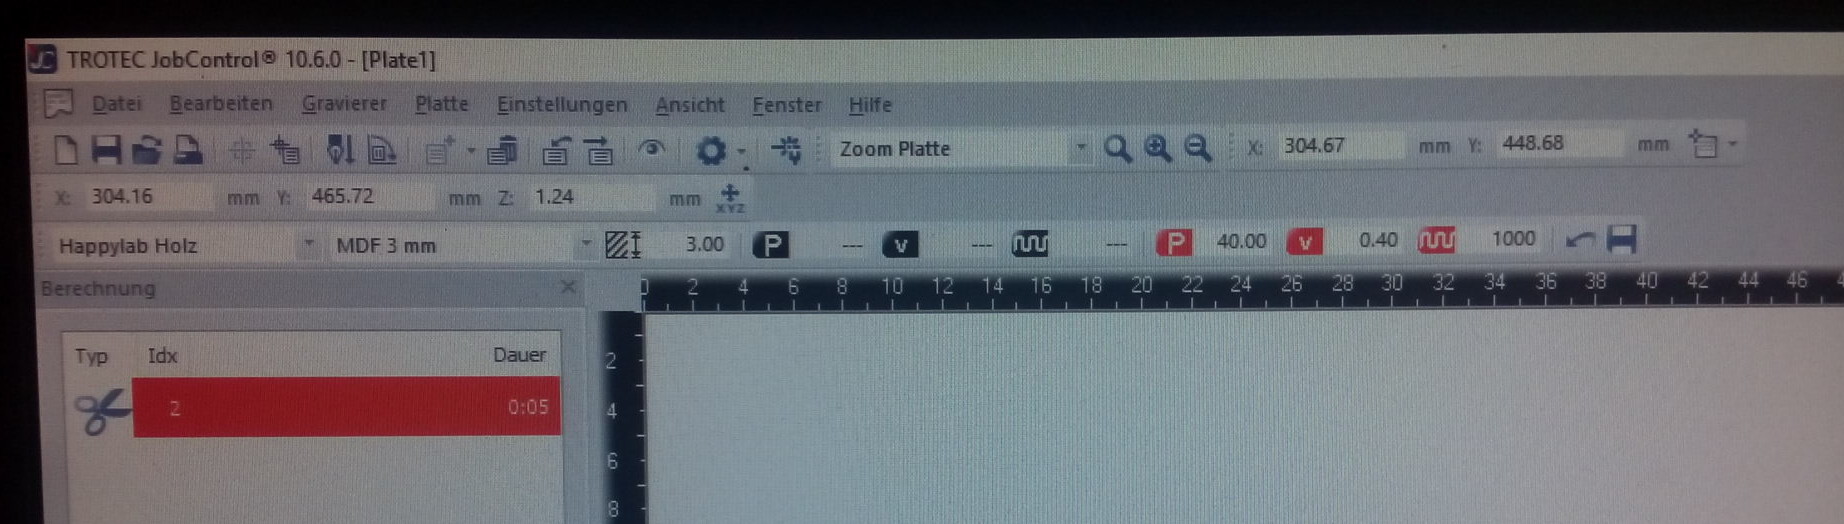 TROTEC JobControl® 10.6.0 - [Plate1]
Datei Bearbeiten Gravierer Platte Einstellungen Ansicht Fenster Hilfe
Zoom Platte X: 304.67 mm Y: 448.68 mm
X: 304.16 mm Y: 465.72 mm Z: 1.24 mm XYZ
Happylab Holz MDF 3 mm 3.00 P --- v --- --- P 40.00 v 0.40 1000
Berechnung
0 2 4 6 8 10 12 14 16 18 20 22 24 26 28 30 32 34 36 38 40 42 44 46
Typ Idx Dauer
2 0:05
2
4
6
8